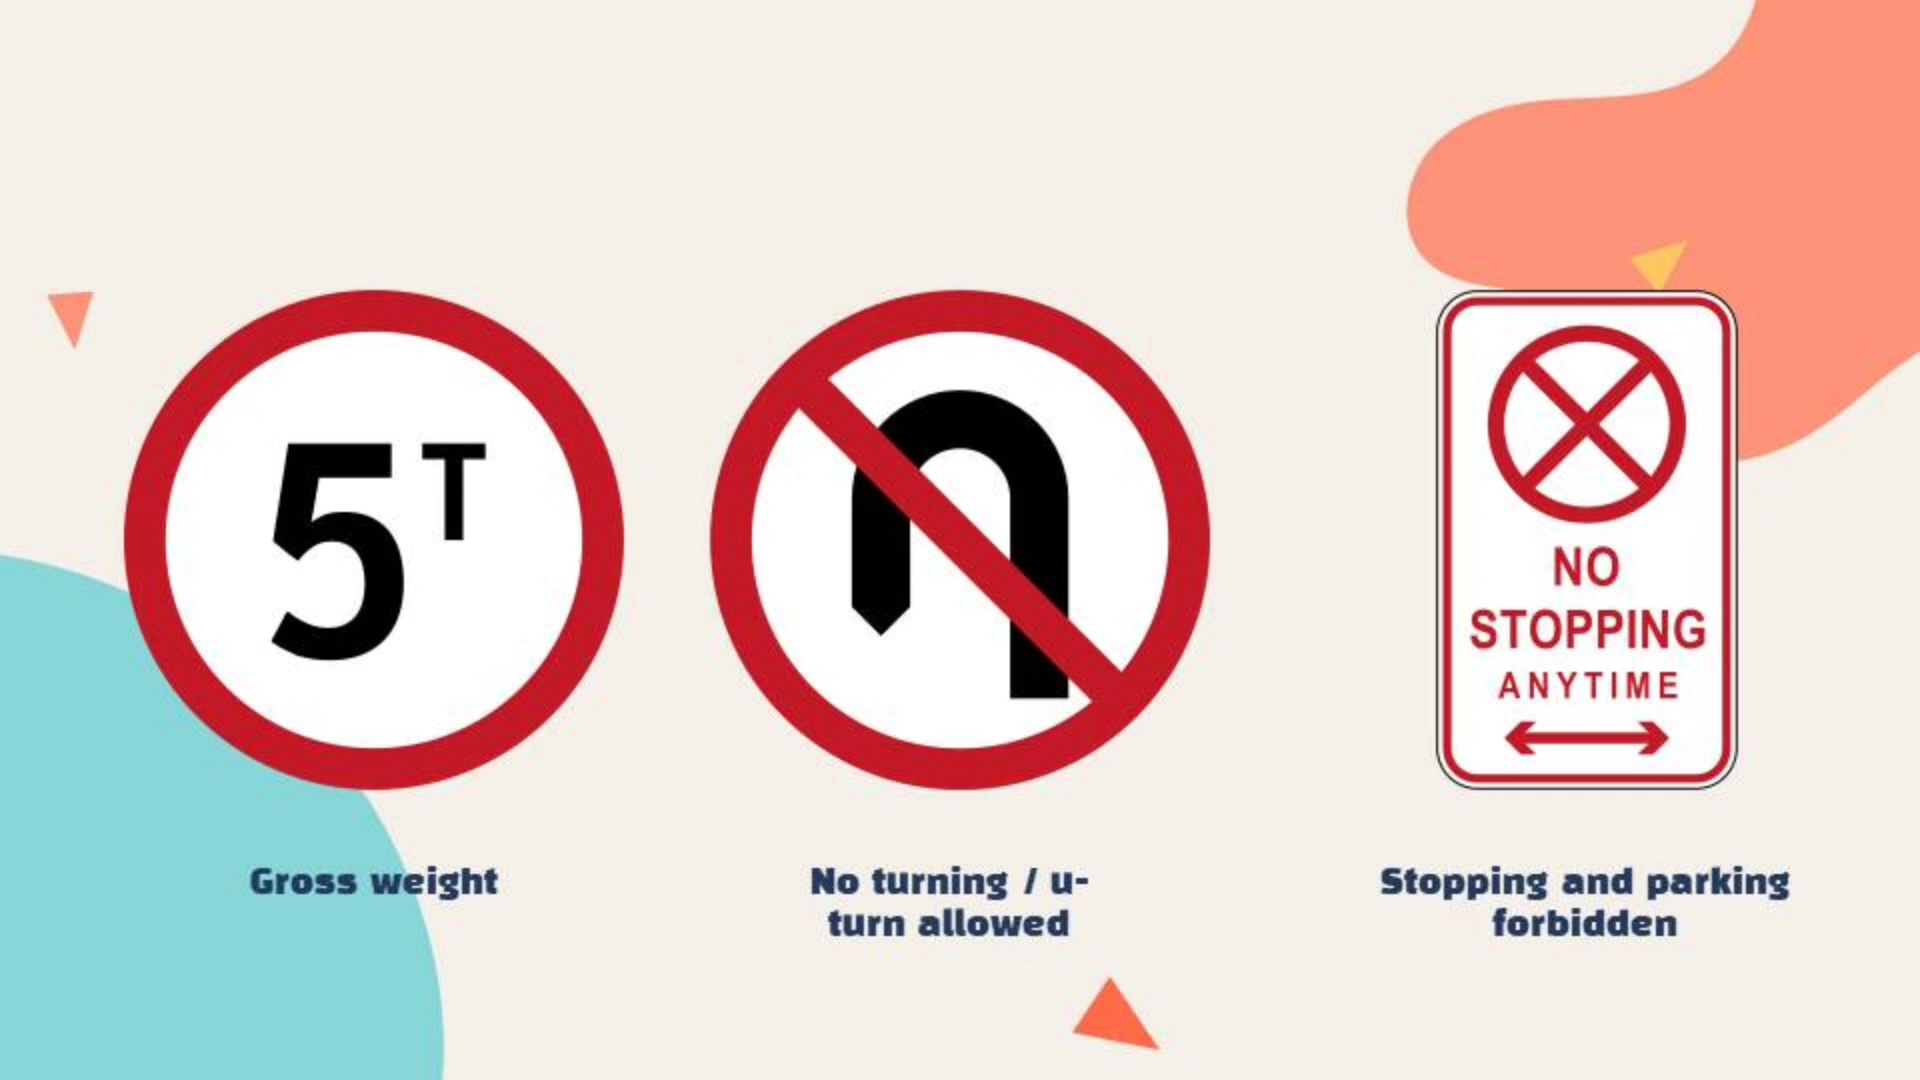 5T
NO
STOPPING
ANYTIME
Gross weight
No turning / u-
turn allowed
Stopping and parking
forbidden